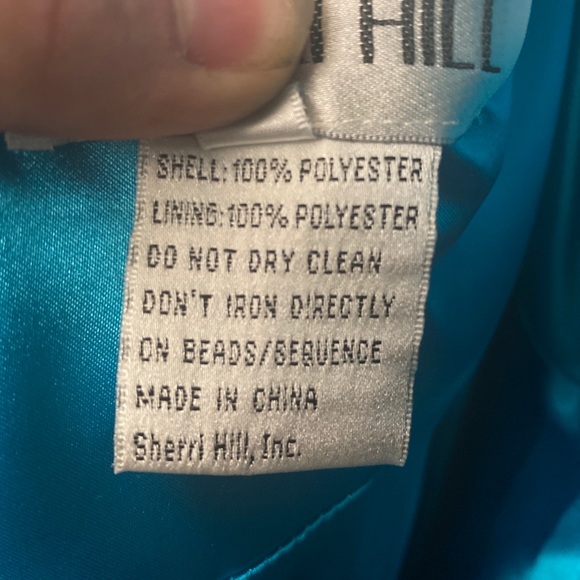 HILL
SHELL:100% POLYESTER
LINING:100% POLYESTER
DO NOT DRY CLEAN
DON'T IRON DIRECTLY
ON BEADS/SEQUENCE
MADE IN CHINA
Sherri Hill, Inc.